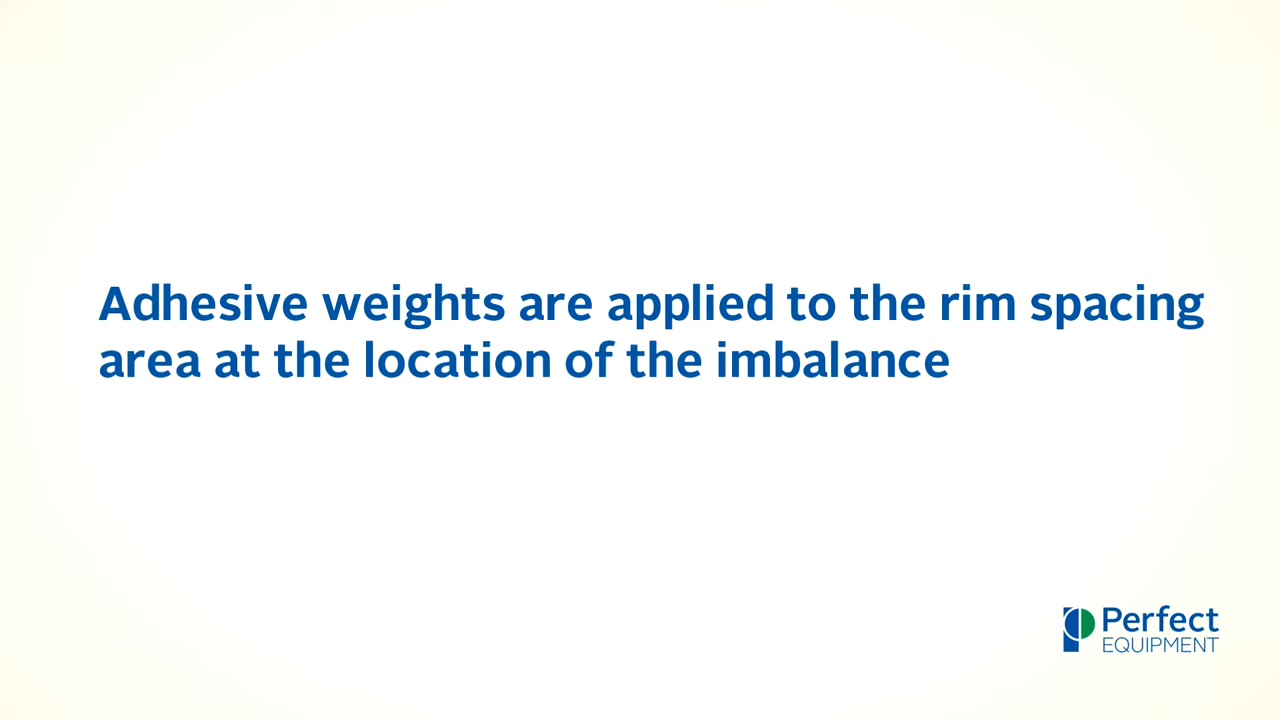 Adhesive weights are applied to the rim spacing
area at the location of the imbalance
Perfect
EQUIPMENT